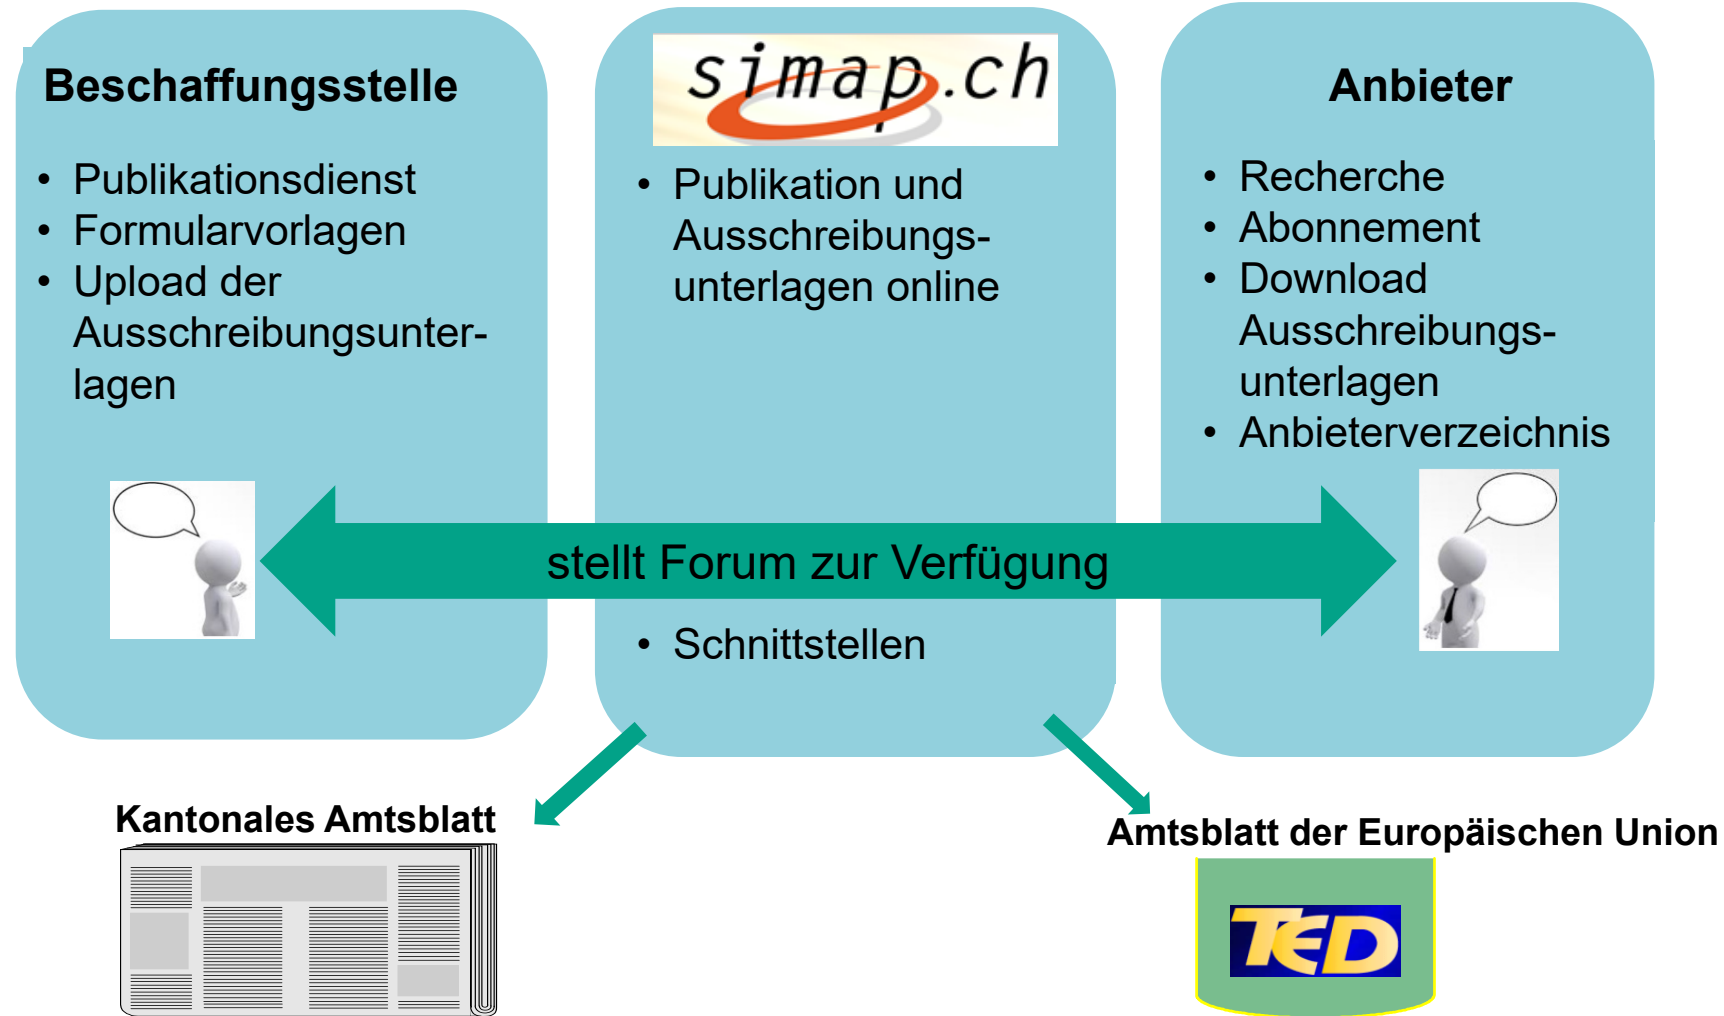 Beschaffungsstelle
• Publikationsdienst
• Formularvorlagen
• Upload der
Ausschreibungsunter-
lagen
simap.ch
• Publikation und
Ausschreibungs-
unterlagen online
Anbieter
• Recherche
• Abonnement
• Download
Ausschreibungs-
unterlagen
• Anbieterverzeichnis
stellt Forum zur Verfügung
• Schnittstellen
Kantonales Amtsblatt
Amtsblatt der Europäischen Union
TED